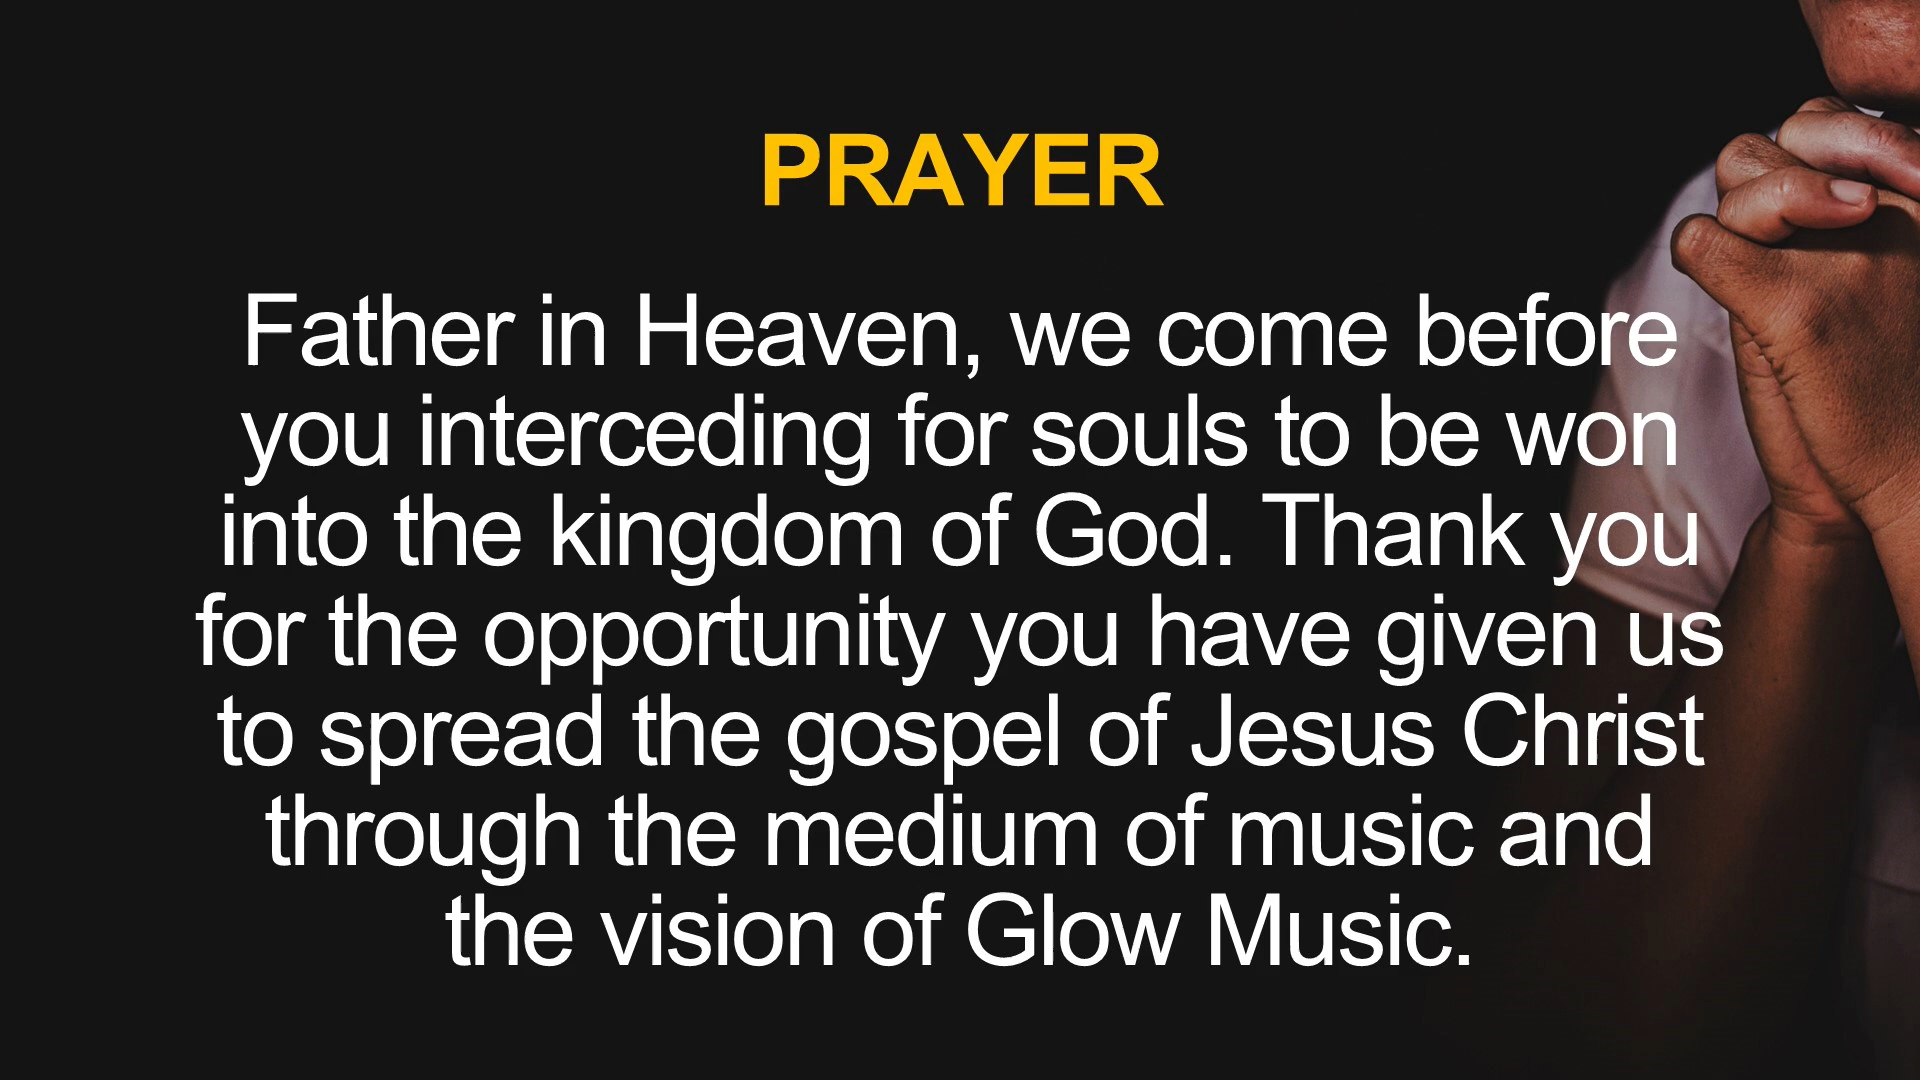 PRAYER
Father in Heaven, we come before
you interceding for souls to be won
into the kingdom of God. Thank you
for the opportunity you have given us
to spread the gospel of Jesus Christ
through the medium of music and
the vision of Glow Music.